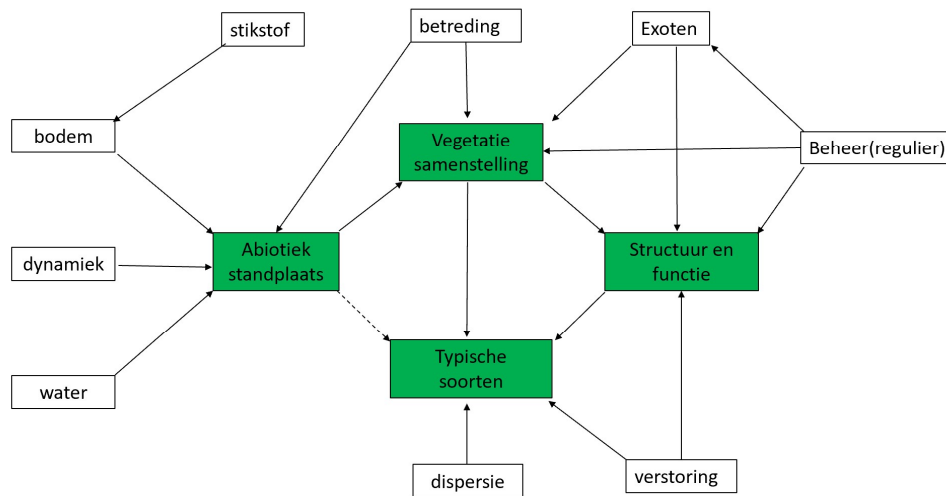 stikstof
betreding
Exoten
bodem
Vegetatie
samenstelling
Beheer(regulier)
dynamiek
Abiotiek
standplaats
Structuur en
functie
Typische
soorten
water
dispersie
verstoring